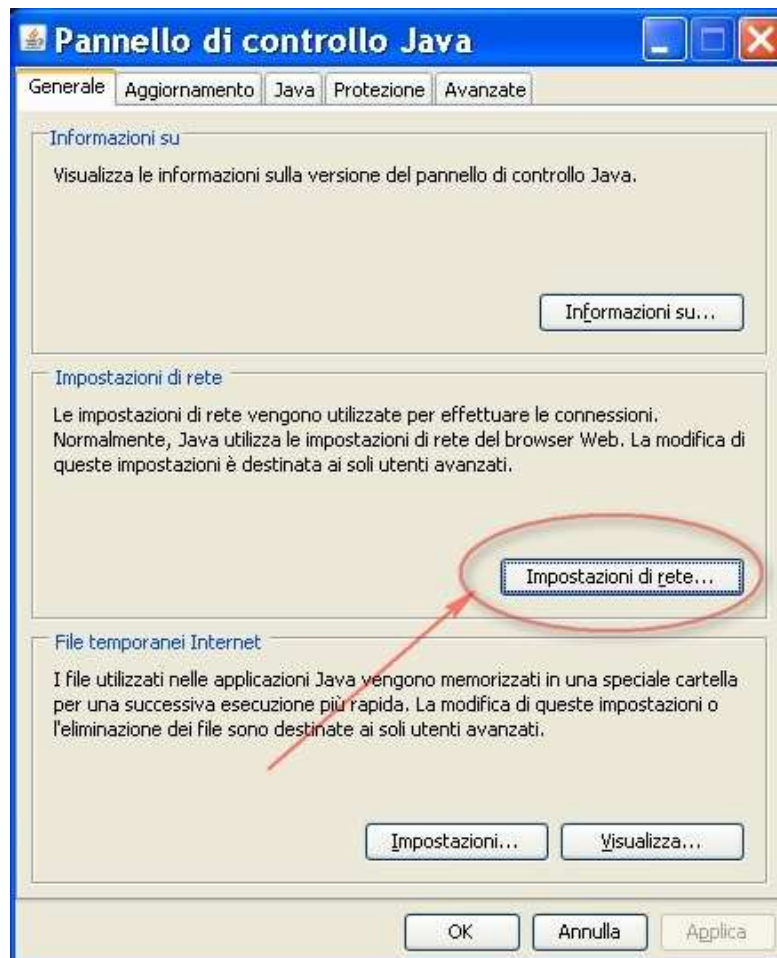 Pannello di controllo Java
Generale Aggiornamento Java Protezione Avanzate
Informazioni su
Visualizza le informazioni sulla versione del pannello di controllo Java.
Informazioni su...
Impostazioni di rete
Le impostazioni di rete vengono utilizzate per effettuare le connessioni.
Normalmente, Java utilizza le impostazioni di rete del browser Web. La modifica di
queste impostazioni è destinata ai soli utenti avanzati.
Impostazioni di rete...
File temporanei Internet
I file utilizzati nelle applicazioni Java vengono memorizzati in una speciale cartella
per una successiva esecuzione più rapida. La modifica di queste impostazioni o
l'eliminazione dei file sono destinate ai soli utenti avanzati.
Impostazioni... Visualizza...
OK Annulla Applica